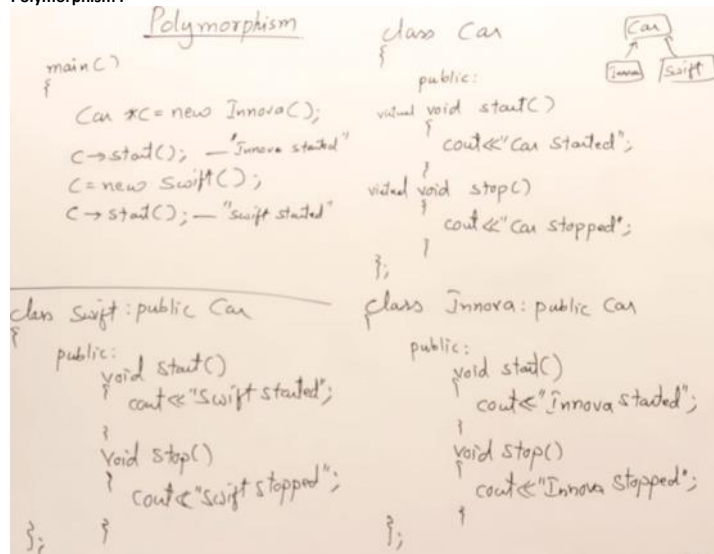 Polymorphism :
Polymorphism
main()
{
Car *C= new Innova();
C→start(); — "Innova started"
C= new Swift();
C→start(); — "swift started"
class Car
{
public:
virtual void start()
{
cout<<"Car Started";
}
virtual void stop()
{
cout<<"Car stopped";
}
};
Car
Innova Swift
class Swift: public Car
{
public:
void start()
{
cout<<"Swift Started";
}
void stop()
{
cout<<"Swift stopped";
}
};
class Innova: public Car
{
public:
void start()
{
cout<<"Innova started";
}
void stop()
{
cout<<"Innova Stopped";
}
};